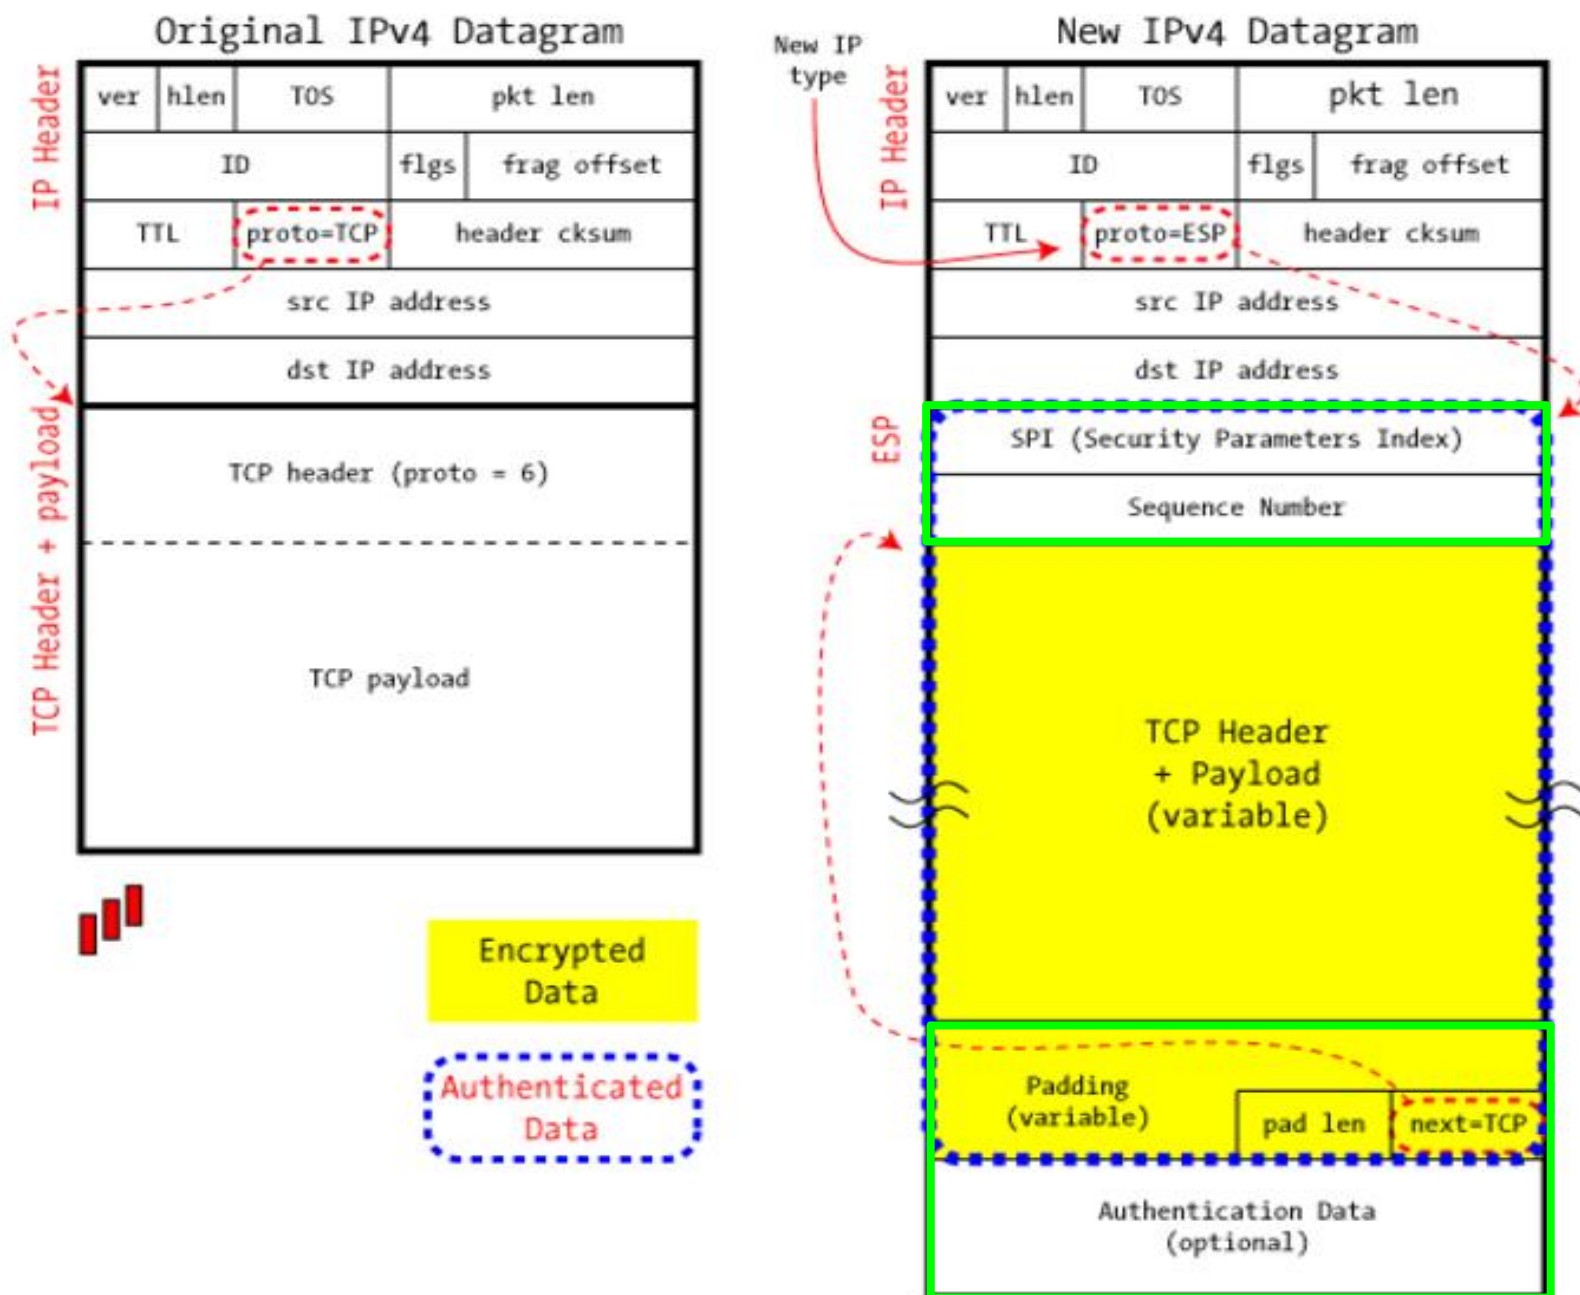 Original IPv4 Datagram
IP Header
ver hlen TOS pkt len
ID flgs frag offset
TTL proto=TCP header cksum
src IP address
dst IP address
TCP Header + payload
TCP header (proto = 6)
TCP payload
Encrypted
Data
Authenticated
Data
New IP
type
New IPv4 Datagram
IP Header
ver hlen TOS pkt len
ID flgs frag offset
TTL proto=ESP header cksum
src IP address
dst IP address
ESP
SPI (Security Parameters Index)
Sequence Number
TCP Header
+ Payload
(variable)
Padding
(variable)
pad len next=TCP
Authentication Data
(optional)